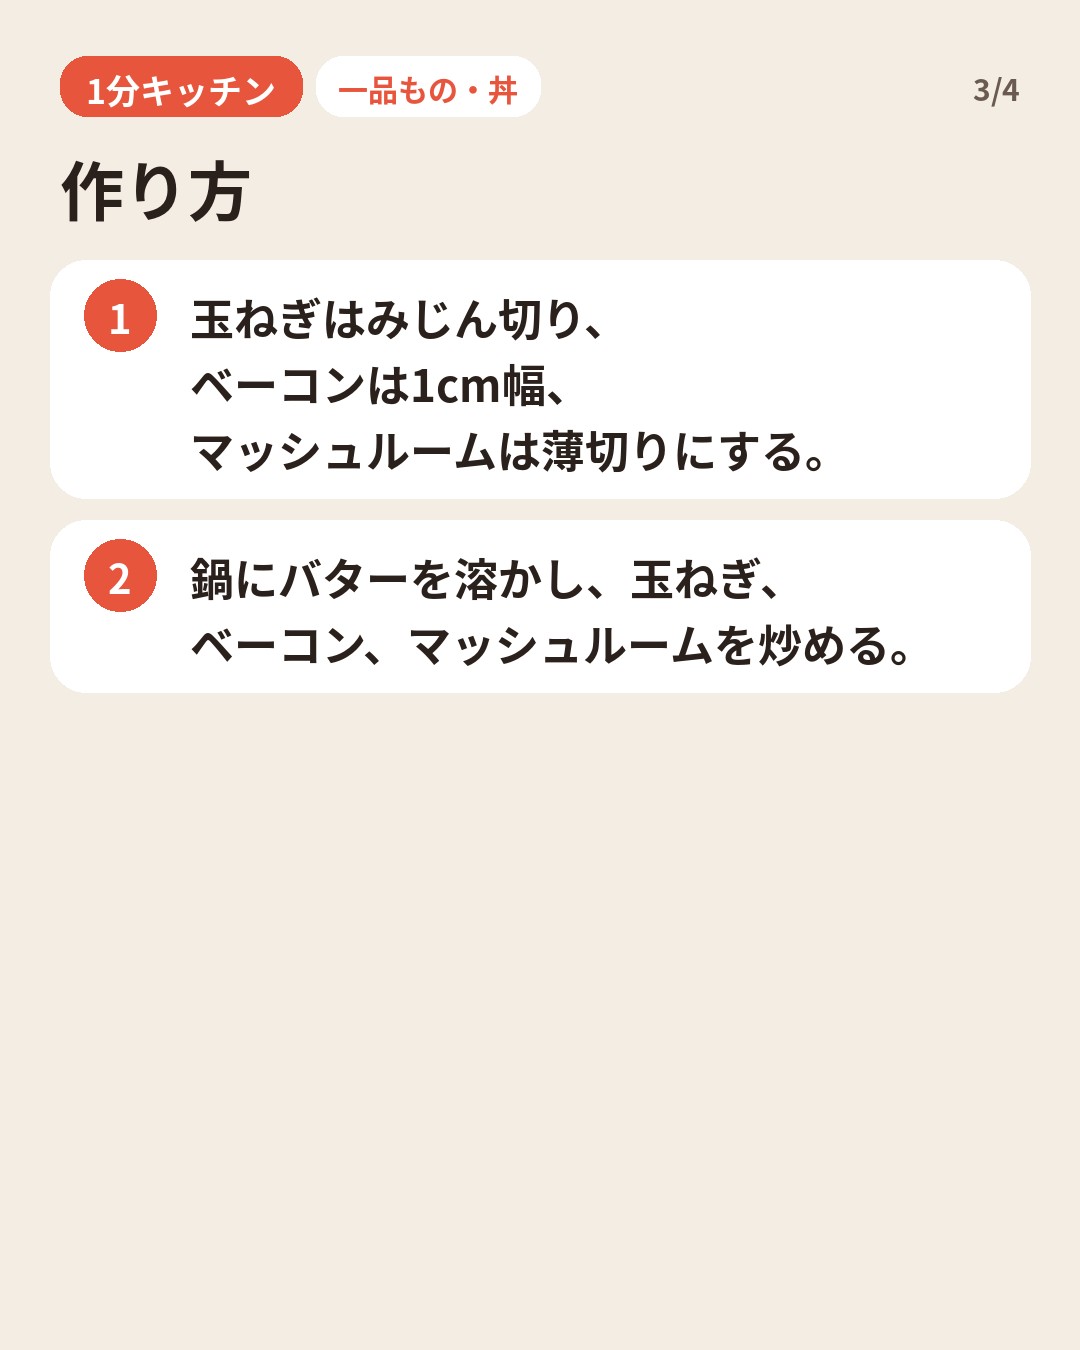 1分キッチン 一品もの・丼 3/4
作り方
1 玉ねぎはみじん切り、
ベーコンは1cm幅、
マッシュルームは薄切りにする。
2 鍋にバターを溶かし、玉ねぎ、
ベーコン、マッシュルームを炒める。